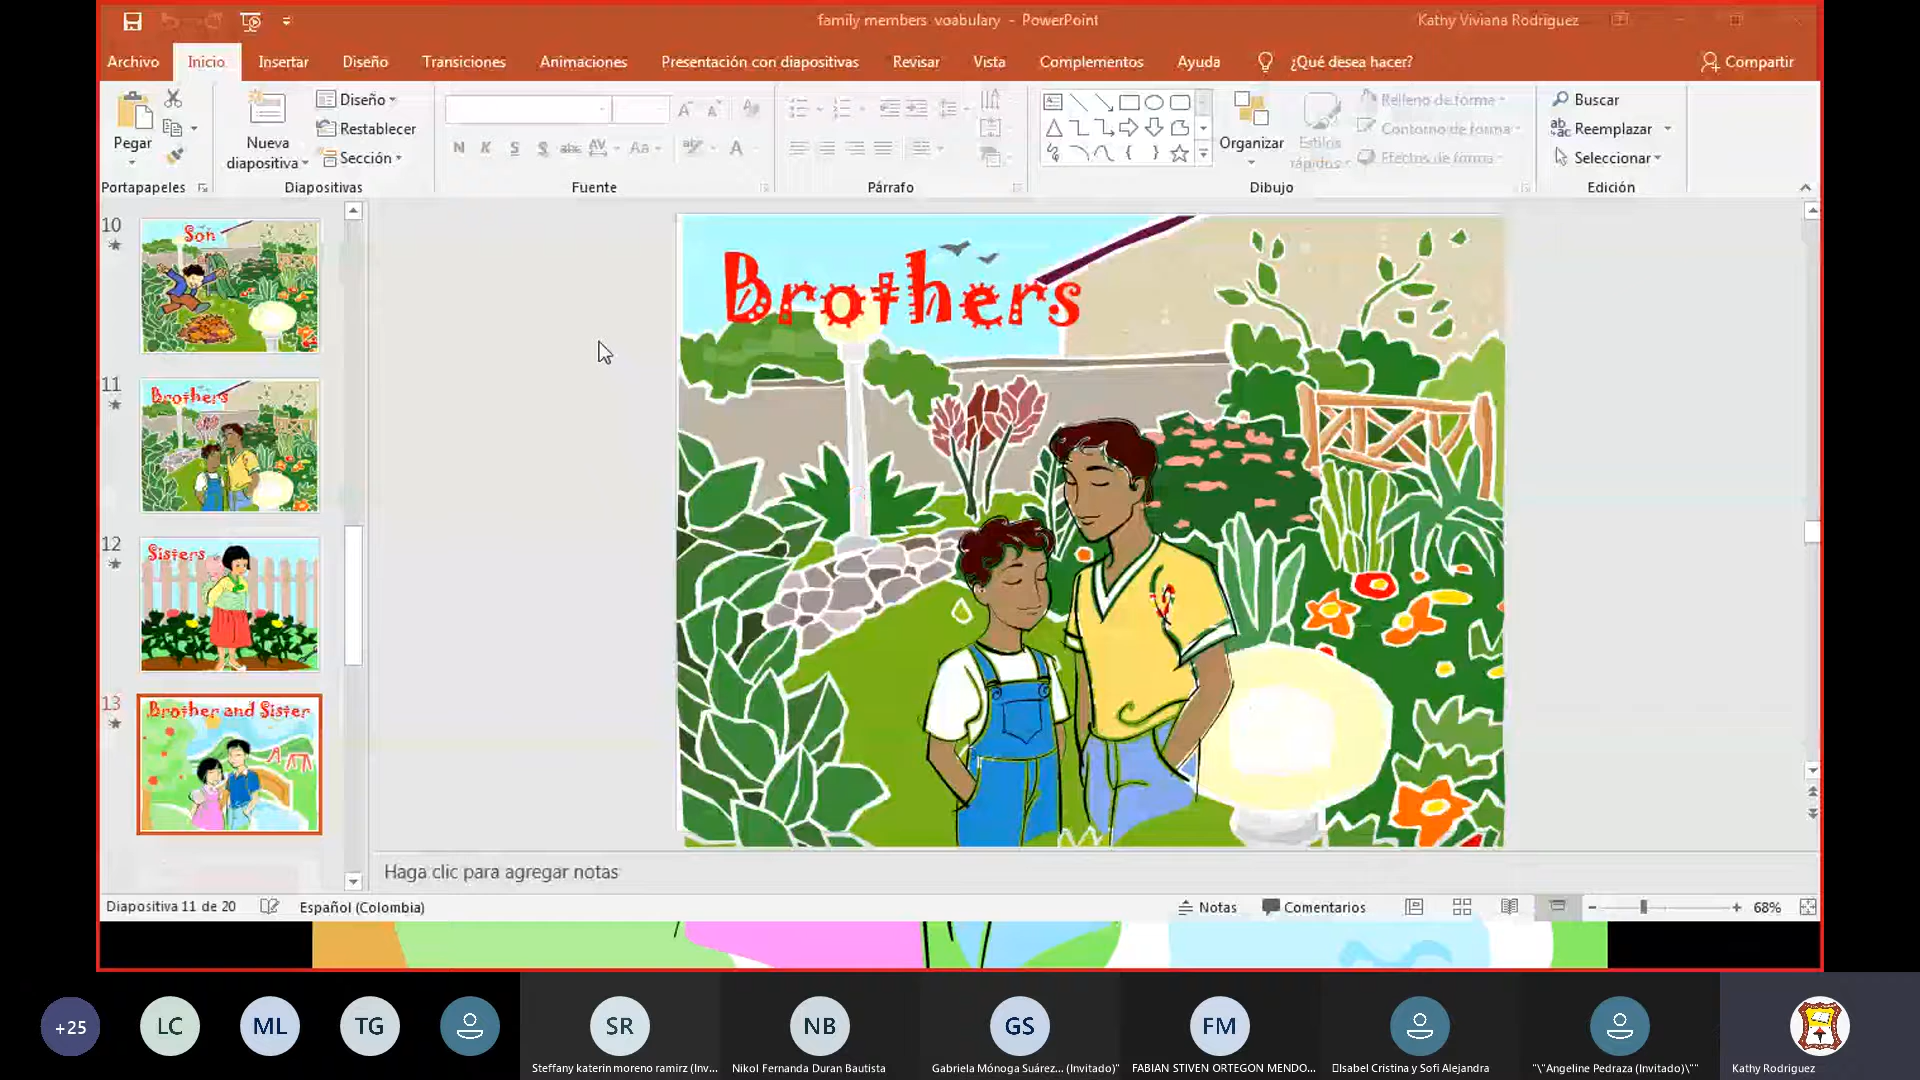 family members voabulary - PowerPoint
Kathy Viviana Rodriguez
Archivo Inicio Insertar Diseño Transiciones Animaciones Presentación con diapositivas Revisar Vista Complementos Ayuda ¿Qué desea hacer? Compartir
Pegar
Portapapeles
Nueva diapositiva
Diseño
Restablecer
Sección
Diapositivas
N K S S abc AV Aa A
Fuente
Párrafo
Organizar
Estilos rápidos
Relleno de forma
Contorno de forma
Efectos de forma
Dibujo
Buscar
Reemplazar
Seleccionar
Edición
10
Son
11
Brothers
12
Sisters
13
Brother and Sister
Brothers
Haga clic para agregar notas
Diapositiva 11 de 20
Español (Colombia)
Notas
Comentarios
68%
+25
LC
ML
TG
SR
Steffany katerin moreno ramirz (Inv...
NB
Nikol Fernanda Duran Bautista
GS
Gabriela Mónoga Suárez... (Invitado)"
FM
FABIAN STIVEN ORTEGON MENDO...
Isabel Cristina y Sofi Alejandra
"\"Angeline Pedraza (Invitado)\""
Kathy Rodriguez